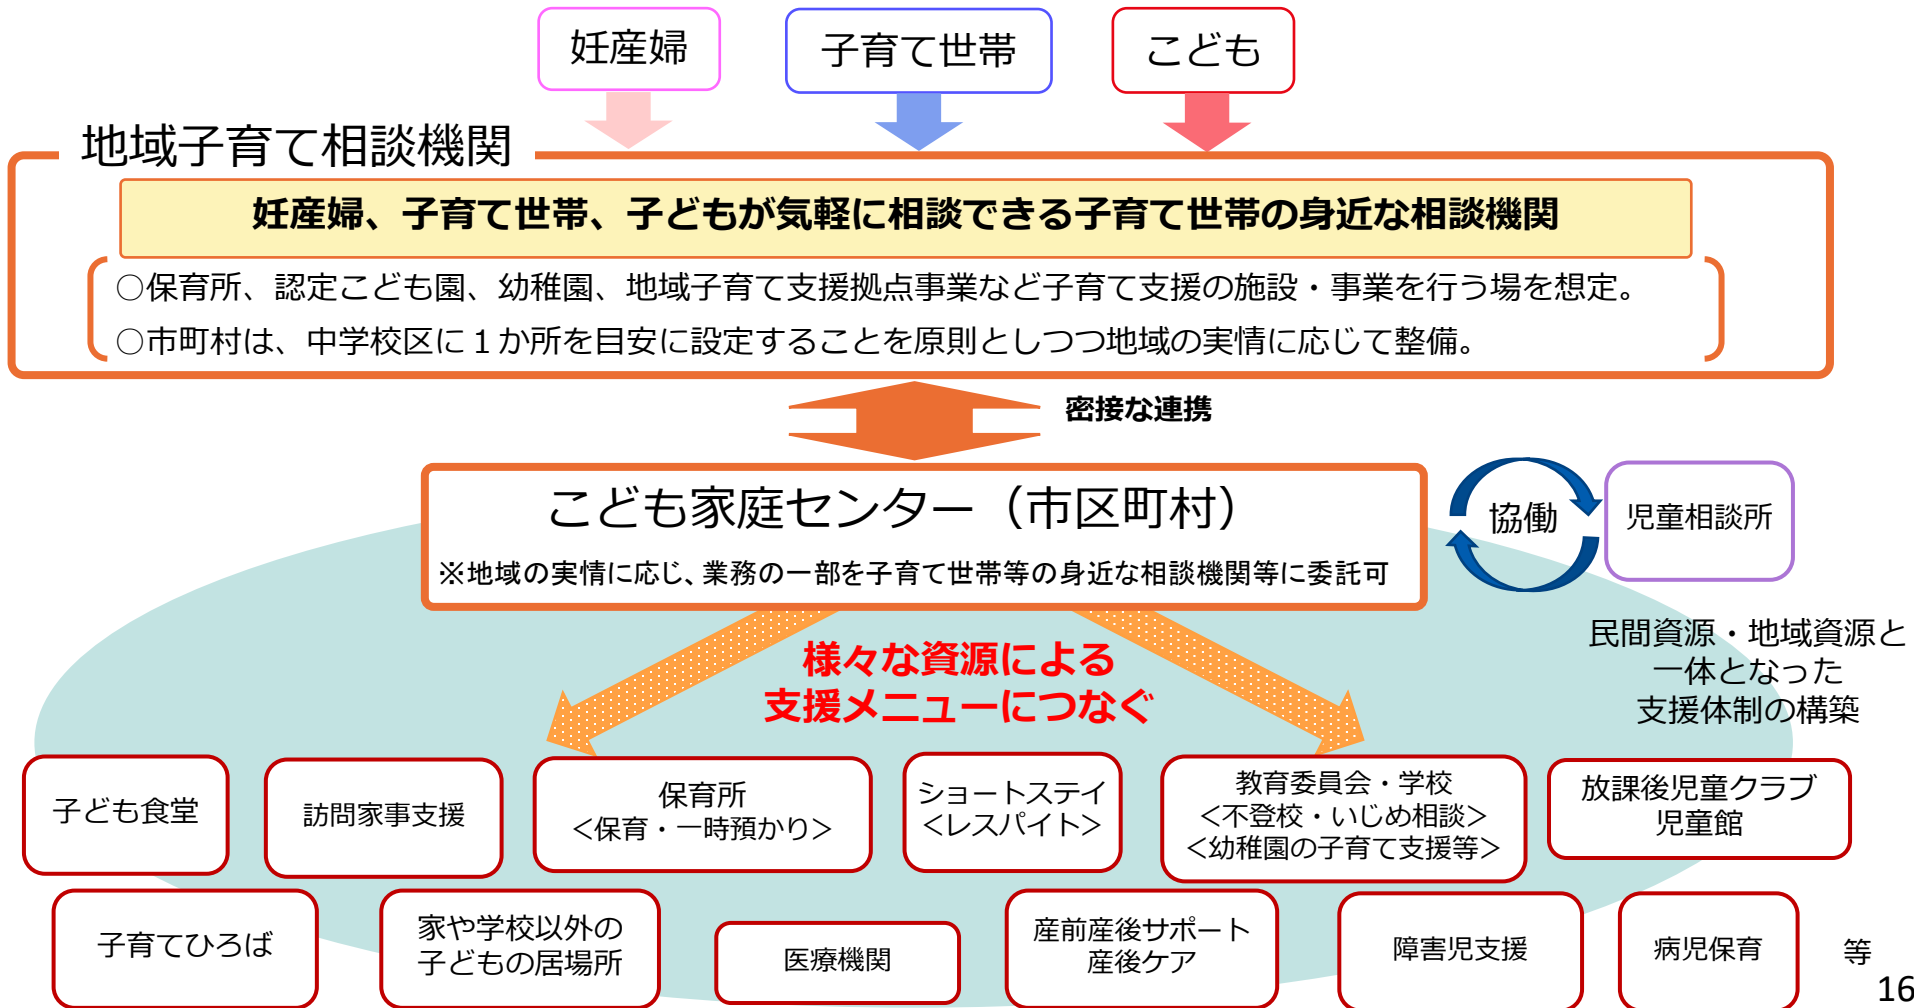 妊産婦
子育て世帯
こども
地域子育て相談機関
妊産婦、子育て世帯、子どもが気軽に相談できる子育て世帯の身近な相談機関
○保育所、認定こども園、幼稚園、地域子育て支援拠点事業など子育て支援の施設・事業を行う場を想定。
○市町村は、中学校区に１か所を目安に設定することを原則としつつ地域の実情に応じて整備。
密接な連携
こども家庭センター（市区町村）
※地域の実情に応じ、業務の一部を子育て世帯等の身近な相談機関等に委託可
協働
児童相談所
民間資源・地域資源と
一体となった
支援体制の構築
様々な資源による
支援メニューにつなぐ
子ども食堂
訪問家事支援
保育所
＜保育・一時預かり＞
ショートステイ
＜レスパイト＞
教育委員会・学校
＜不登校・いじめ相談＞
＜幼稚園の子育て支援等＞
放課後児童クラブ
児童館
子育てひろば
家や学校以外の
子どもの居場所
医療機関
産前産後サポート
産後ケア
障害児支援
病児保育
等
16